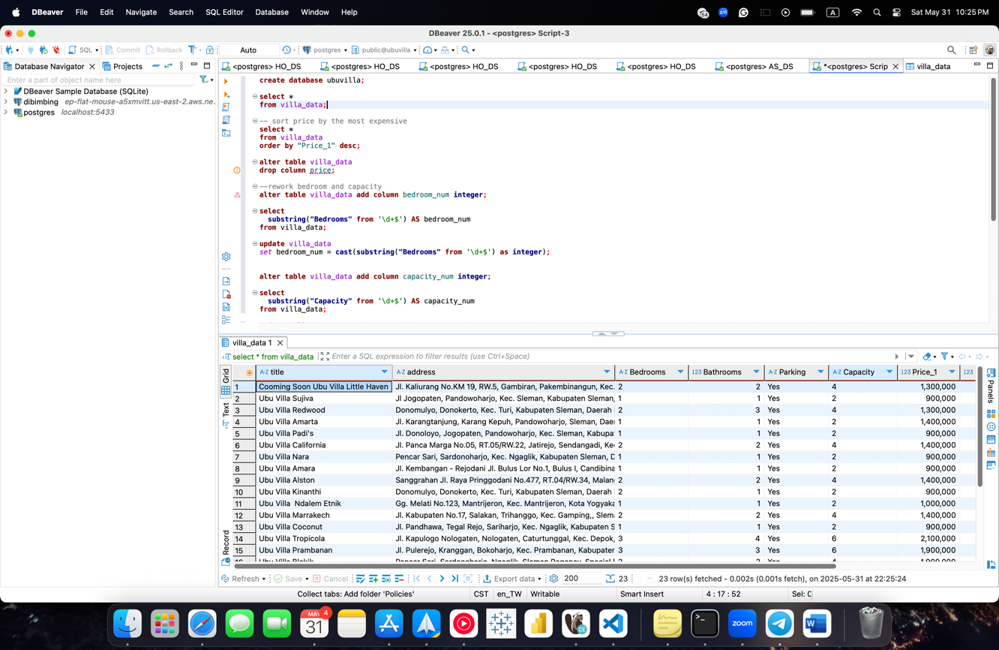 DBeaver File Edit Navigate Search SQL Editor Database Window Help
54 zm A Sat May 31 10:25 PM
DBeaver 25.0.1 - <postgres> Script-3
SQL Commit Rollback T Auto postgres public@ubuvilla
Database Navigator Projects
<postgres> HO_DS <postgres> HO_DS <postgres> HO_DS <postgres> HO_DS <postgres> HO_DS <postgres> AS_DS *<postgres> Scrip villa_data
Enter a part of object name here
DBeaver Sample Database (SQLite)
dibimbing ep-flat-mouse-a5xmvitt.us-east-2.aws.ne...
postgres localhost:5433
create database ubuvilla;
select *
from villa_data;
-- sort price by the most expensive
select *
from villa_data
order by "Price_1" desc;
alter table villa_data
drop column price;
--rework bedroom and capacity
alter table villa_data add column bedroom_num integer;
select
substring("Bedrooms" from '\d+$') AS bedroom_num
from villa_data;
update villa_data
set bedroom_num = cast(substring("Bedrooms" from '\d+$') as integer);
alter table villa_data add column capacity_num integer;
select
substring("Capacity" from '\d+$') AS capacity_num
from villa_data;
villa_data 1
select * from villa_data Enter a SQL expression to filter results (use Ctrl+Space)
Grid
Text
Record
Panels
A-Z title A-Z address A-Z Bedrooms 123 Bathrooms A-Z Parking A-Z Capacity 123 Price_1 123
1 Cooming Soon Ubu Villa Little Haven Jl. Kaliurang No.KM 19, RW.5, Gambiran, Pakembinangun, Kec. 2 2 Yes 4 1,300,000
2 Ubu Villa Sujiva Jl Jogopaten, Pandowoharjo, Kec. Sleman, Kabupaten Sleman, 1 1 Yes 2 900,000
3 Ubu Villa Redwood Donomulyo, Donokerto, Kec. Turi, Kabupaten Sleman, Daerah 2 3 Yes 4 1,300,000
4 Ubu Villa Amarta Jl. Karangtanjung, Karang Kepuh, Pandowoharjo, Sleman, Dae 1 1 Yes 2 1,400,000
5 Ubu Villa Padi's Jl. Donoloyo, Jogopaten, Pandowoharjo, Kec. Sleman, Kabupa 1 1 Yes 2 900,000
6 Ubu Villa California Jl. Panca Marga No.05, RT.05/RW.22, Jatirejo, Sendangadi, Ke 2 2 Yes 4 1,400,000
7 Ubu Villa Nara Pencar Sari, Sardonoharjo, Kec. Ngaglik, Kabupaten Sleman, D 1 1 Yes 2 900,000
8 Ubu Villa Amara Jl. Kembangan - Rejodani Jl. Bulus Lor No.1, Bulus I, Candibina 1 1 Yes 2 900,000
9 Ubu Villa Alston Sanggrahan Jl. Raya Pringgodani No.477, RT.04/RW.34, Malan 2 2 Yes 4 1,400,000
10 Ubu Villa Kinanthi Donomulyo, Donokerto, Kec. Turi, Kabupaten Sleman, Daerah 2 1 Yes 2 900,000
11 Ubu Villa Ndalem Etnik Gg. Melati No.123, Mantrijeron, Kec. Mantrijeron, Kota Yogyaka 1 1 Yes 2 1,000,000
12 Ubu Villa Marrakech Jl. Kabupaten No.17, Salakan, Trihanggo, Kec. Gamping,, Slem 2 2 Yes 4 1,400,000
13 Ubu Villa Coconut Jl. Pandhawa, Tegal Rejo, Sariharjo, Kec. Ngaglik, Kabupaten S 1 1 Yes 2 900,000
14 Ubu Villa Tropicola Jl. Kapulogo Nologaten, Nologaten, Caturtunggal, Kec. Depok, 3 4 Yes 6 2,100,000
15 Ubu Villa Prambanan Jl. Pulerejo, Kranggan, Bokoharjo, Kec. Prambanan, Kabupater 3 3 Yes 6 1,900,000
Refresh Save Cancel Export data 200 23 ... 23 row(s) fetched - 0.002s (0.001s fetch), on 2025-05-31 at 22:25:24
Collect tabs: Add folder 'Policies' CST en_TW Writable Smart Insert 4 : 17 : 52 Sel: 0
MAY 31 4 CE >_ zoom W